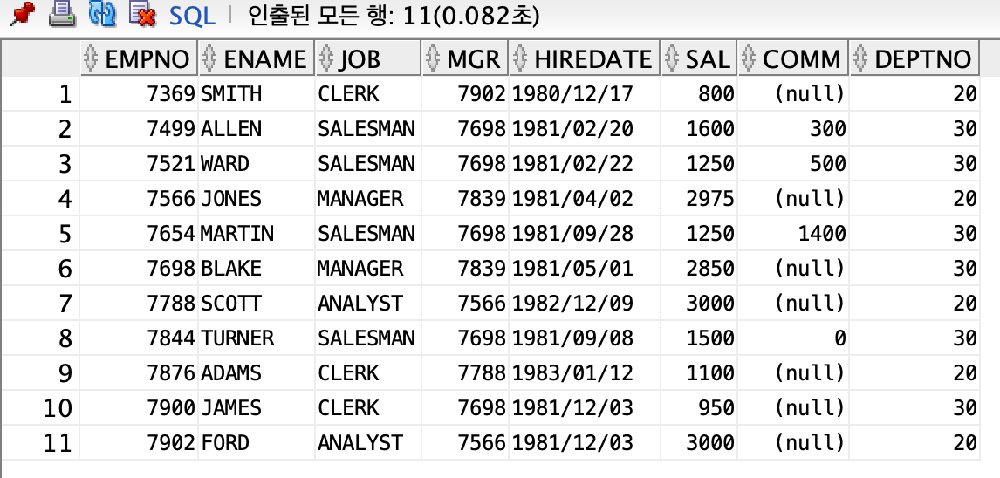 SQL | 인출된 모든 행: 11(0.082초)
EMPNO ENAME JOB MGR HIREDATE SAL COMM DEPTNO
1 7369 SMITH CLERK 7902 1980/12/17 800 (null) 20
2 7499 ALLEN SALESMAN 7698 1981/02/20 1600 300 30
3 7521 WARD SALESMAN 7698 1981/02/22 1250 500 30
4 7566 JONES MANAGER 7839 1981/04/02 2975 (null) 20
5 7654 MARTIN SALESMAN 7698 1981/09/28 1250 1400 30
6 7698 BLAKE MANAGER 7839 1981/05/01 2850 (null) 30
7 7788 SCOTT ANALYST 7566 1982/12/09 3000 (null) 20
8 7844 TURNER SALESMAN 7698 1981/09/08 1500 0 30
9 7876 ADAMS CLERK 7788 1983/01/12 1100 (null) 20
10 7900 JAMES CLERK 7698 1981/12/03 950 (null) 30
11 7902 FORD ANALYST 7566 1981/12/03 3000 (null) 20